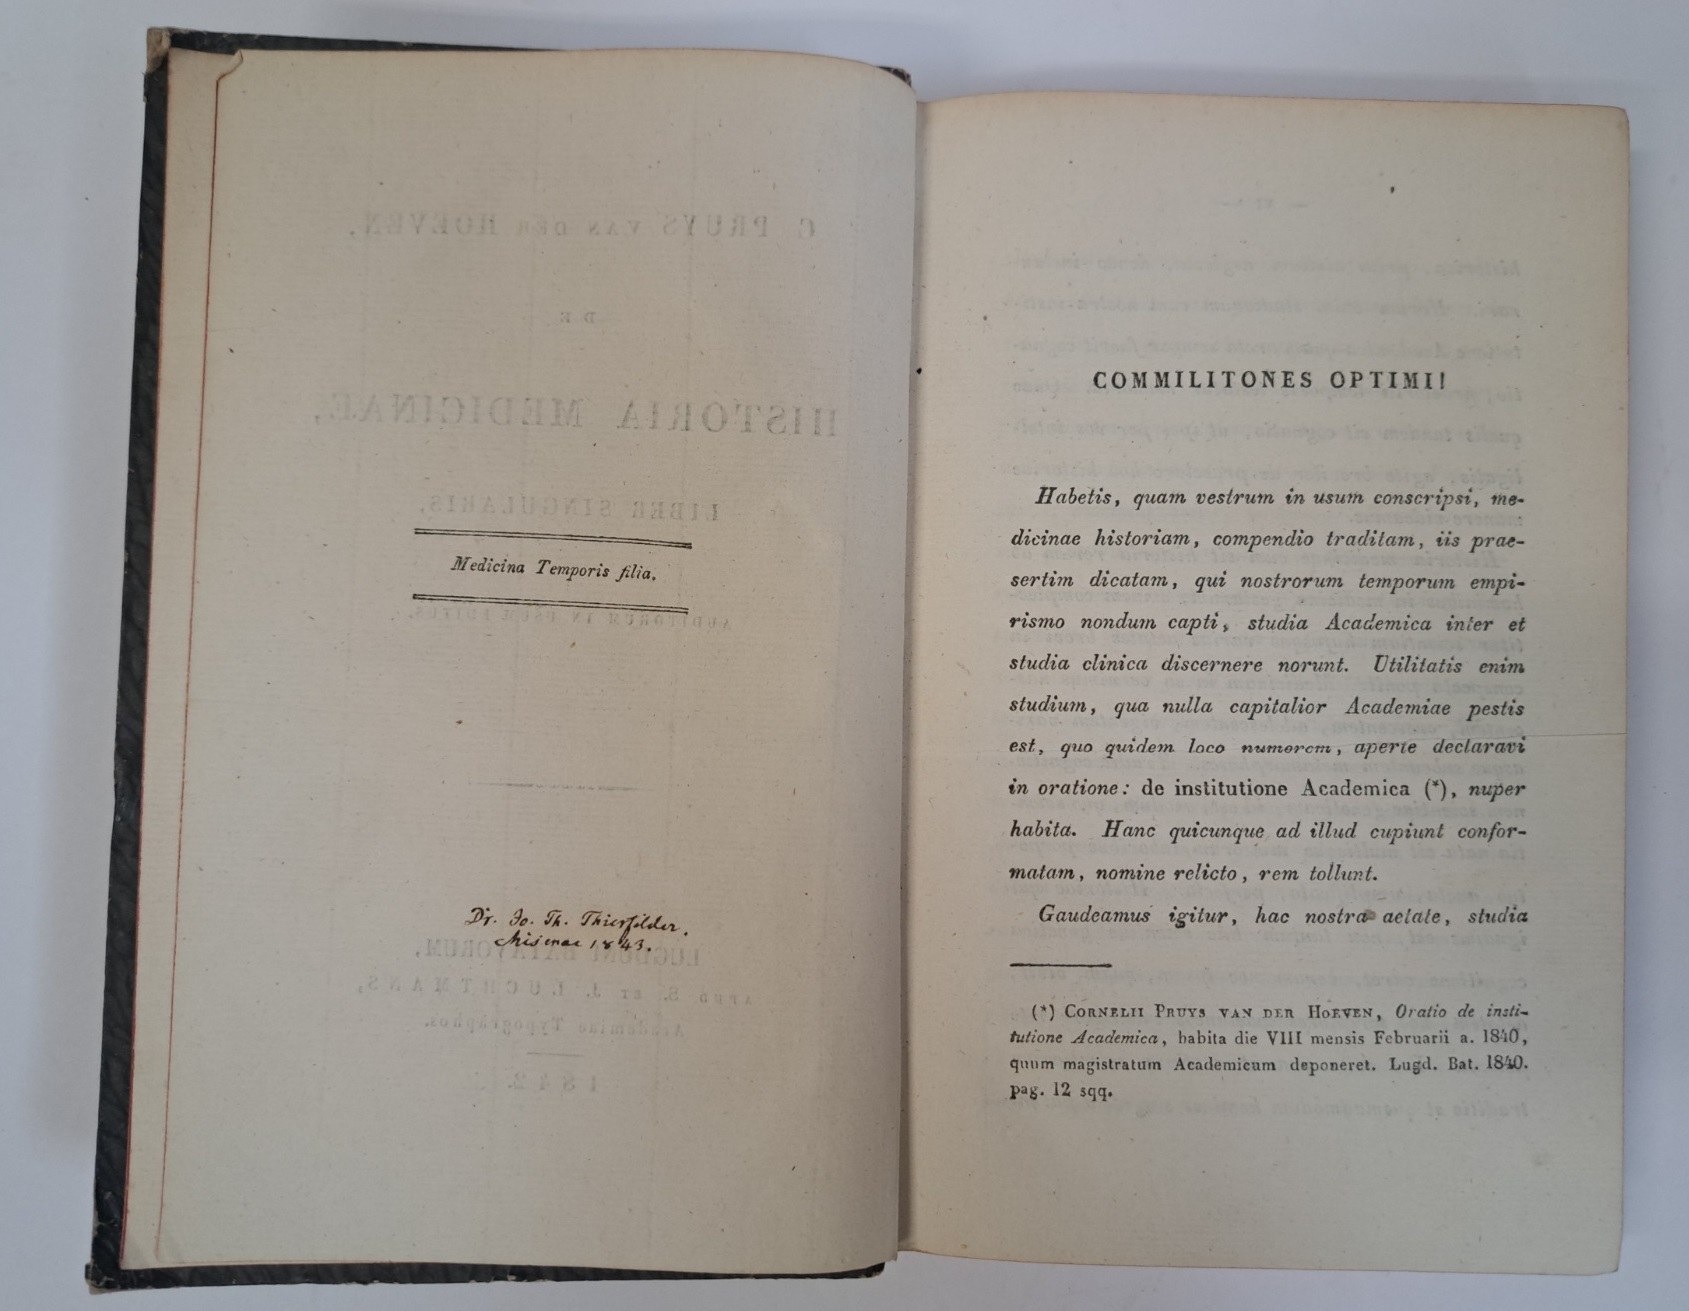 Medicina Temporis filia.
Dr. Jo. Th. Thierfelder.
Misenae 1843.
COMMILITONES OPTIMI!
Habetis, quam vestrum in usum conscripsi, me-
dicinae historiam, compendio traditam, iis prae-
sertim dicatam, qui nostrorum temporum empi-
rismo nondum capti, studia Academica inter et
studia clinica discernere norunt. Utilitatis enim
studium, qua nulla capitalior Academiae pestis
est, quo quidem loco numerem, aperte declaravi
in oratione: de institutione Academica (*), nuper
habita. Hanc quicunque ad illud cupiunt confor-
matam, nomine relicto, rem tollunt.
Gaudeamus igitur, hac nostra aetate, studia
(*) CORNELII PRUYS VAN DER HOEVEN, Oratio de insti-
tutione Academica, habita die VIII mensis Februarii a. 1840,
quum magistratum Academicum deponeret. Lugd. Bat. 1840.
pag. 12 sqq.